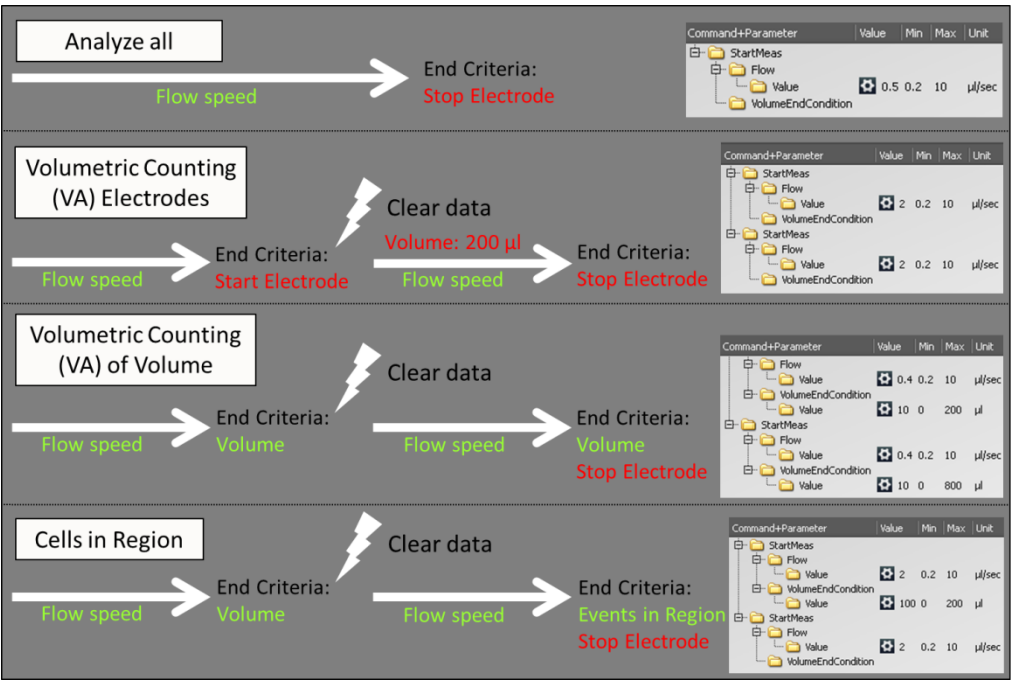 Analyze all
Flow speed
End Criteria:
Stop Electrode
Command+Parameter Value Min Max Unit
StartMeas
Flow
Value 0.5 0.2 10 µl/sec
VolumeEndCondition
Volumetric Counting
(VA) Electrodes
Flow speed
End Criteria:
Start Electrode
Clear data
Volume: 200 µl
Flow speed
End Criteria:
Stop Electrode
Command+Parameter Value Min Max Unit
StartMeas
Flow
Value 2 0.2 10 µl/sec
VolumeEndCondition
StartMeas
Flow
Value 2 0.2 10 µl/sec
VolumeEndCondition
Volumetric Counting
(VA) of Volume
Flow speed
End Criteria:
Volume
Clear data
Flow speed
End Criteria:
Volume
Stop Electrode
Command+Parameter Value Min Max Unit
Flow
Value 0.4 0.2 10 µl/sec
VolumeEndCondition
Value 10 0 200 µl
StartMeas
Flow
Value 0.4 0.2 10 µl/sec
VolumeEndCondition
Value 10 0 800 µl
Cells in Region
Flow speed
End Criteria:
Volume
Clear data
Flow speed
End Criteria:
Events in Region
Stop Electrode
Command+Parameter Value Min Max Unit
StartMeas
Flow
Value 2 0.2 10 µl/sec
VolumeEndCondition
Value 100 0 200 µl
StartMeas
Flow
Value 2 0.2 10 µl/sec
VolumeEndCondition